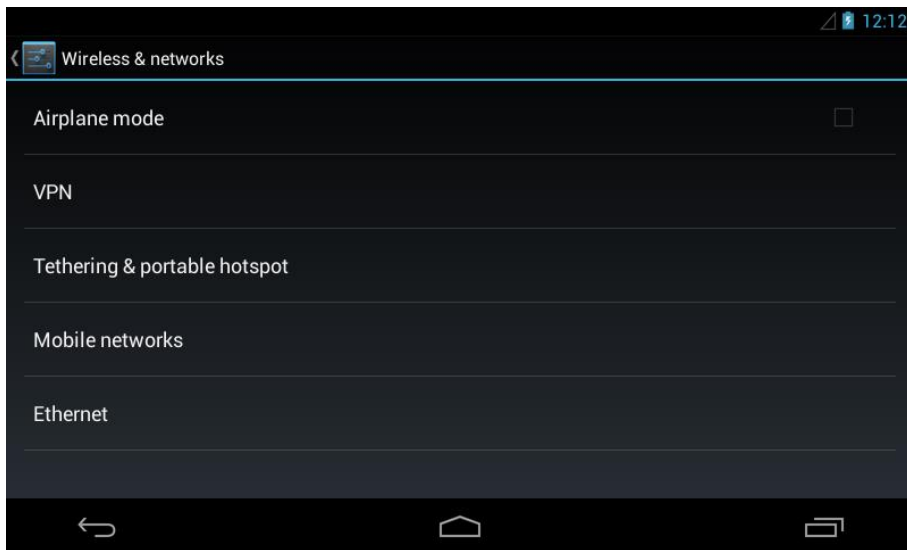 12:12
Wireless & networks
Airplane mode
VPN
Tethering & portable hotspot
Mobile networks
Ethernet